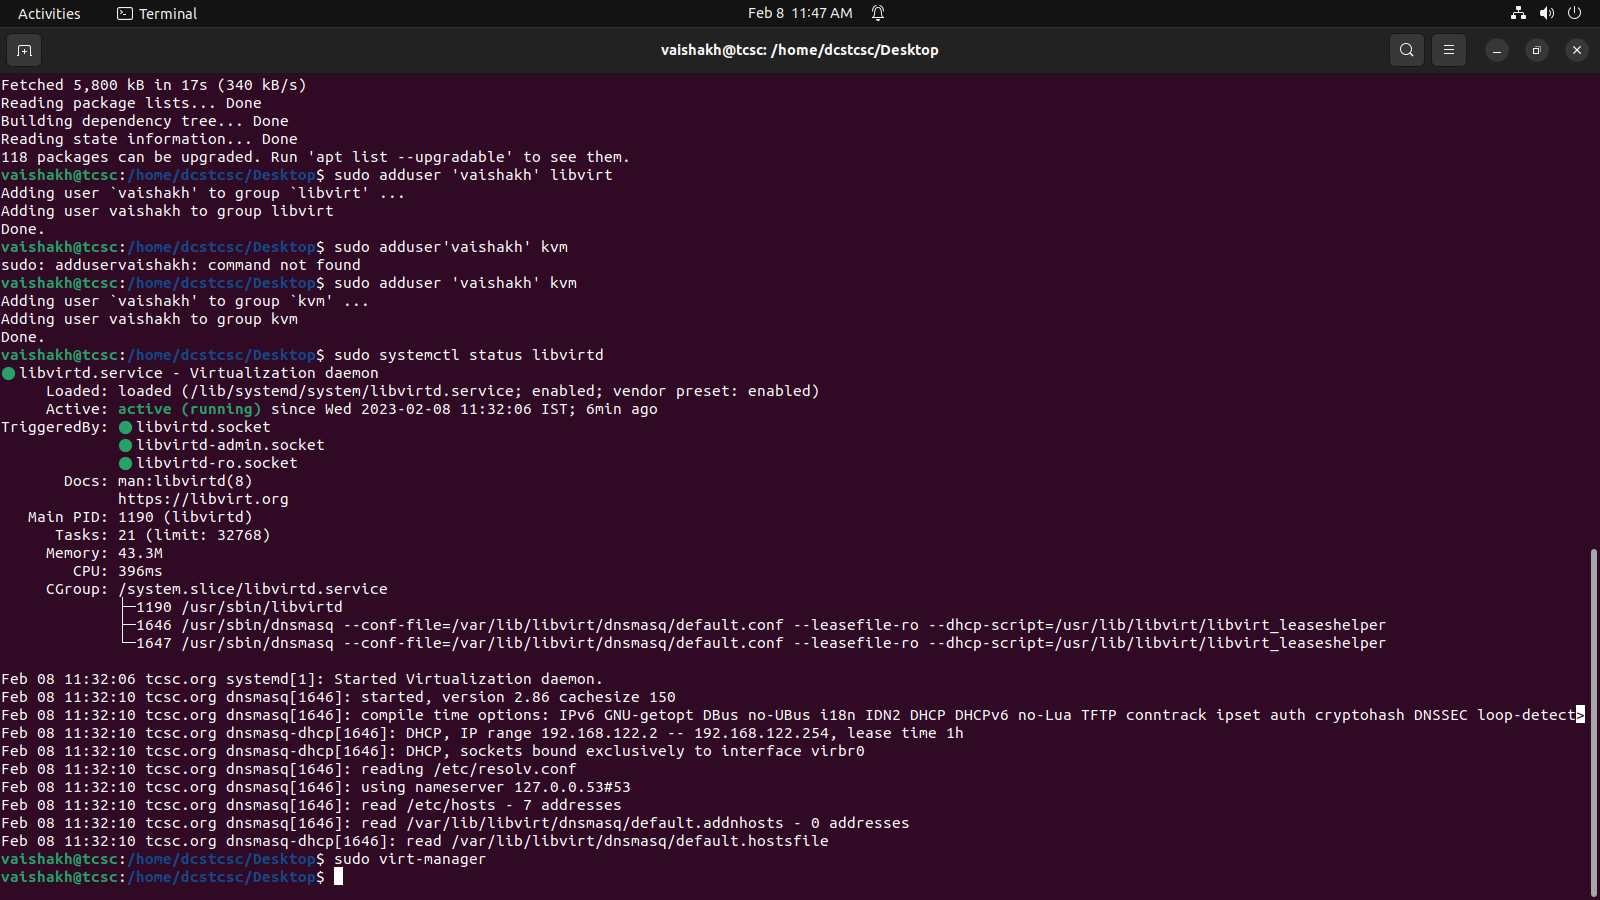 Activities Terminal Feb 8 11:47 AM
vaishakh@tcsc: /home/dcstcsc/Desktop
Fetched 5,800 kB in 17s (340 kB/s)
Reading package lists... Done
Building dependency tree... Done
Reading state information... Done
118 packages can be upgraded. Run 'apt list --upgradable' to see them.
vaishakh@tcsc:/home/dcstcsc/Desktop$ sudo adduser 'vaishakh' libvirt
Adding user `vaishakh' to group `libvirt' ...
Adding user vaishakh to group libvirt
Done.
vaishakh@tcsc:/home/dcstcsc/Desktop$ sudo adduser'vaishakh' kvm
sudo: adduservaishakh: command not found
vaishakh@tcsc:/home/dcstcsc/Desktop$ sudo adduser 'vaishakh' kvm
Adding user `vaishakh' to group `kvm' ...
Adding user vaishakh to group kvm
Done.
vaishakh@tcsc:/home/dcstcsc/Desktop$ sudo systemctl status libvirtd
● libvirtd.service - Virtualization daemon
     Loaded: loaded (/lib/systemd/system/libvirtd.service; enabled; vendor preset: enabled)
     Active: active (running) since Wed 2023-02-08 11:32:06 IST; 6min ago
TriggeredBy: ● libvirtd.socket
             ● libvirtd-admin.socket
             ● libvirtd-ro.socket
       Docs: man:libvirtd(8)
             https://libvirt.org
   Main PID: 1190 (libvirtd)
      Tasks: 21 (limit: 32768)
     Memory: 43.3M
        CPU: 396ms
     CGroup: /system.slice/libvirtd.service
             ├─1190 /usr/sbin/libvirtd
             ├─1646 /usr/sbin/dnsmasq --conf-file=/var/lib/libvirt/dnsmasq/default.conf --leasefile-ro --dhcp-script=/usr/lib/libvirt/libvirt_leaseshelper
             └─1647 /usr/sbin/dnsmasq --conf-file=/var/lib/libvirt/dnsmasq/default.conf --leasefile-ro --dhcp-script=/usr/lib/libvirt/libvirt_leaseshelper
Feb 08 11:32:06 tcsc.org systemd[1]: Started Virtualization daemon.
Feb 08 11:32:10 tcsc.org dnsmasq[1646]: started, version 2.86 cachesize 150
Feb 08 11:32:10 tcsc.org dnsmasq[1646]: compile time options: IPv6 GNU-getopt DBus no-UBus i18n IDN2 DHCP DHCPv6 no-Lua TFTP conntrack ipset auth cryptohash DNSSEC loop-detect>
Feb 08 11:32:10 tcsc.org dnsmasq-dhcp[1646]: DHCP, IP range 192.168.122.2 -- 192.168.122.254, lease time 1h
Feb 08 11:32:10 tcsc.org dnsmasq-dhcp[1646]: DHCP, sockets bound exclusively to interface virbr0
Feb 08 11:32:10 tcsc.org dnsmasq[1646]: reading /etc/resolv.conf
Feb 08 11:32:10 tcsc.org dnsmasq[1646]: using nameserver 127.0.0.53#53
Feb 08 11:32:10 tcsc.org dnsmasq[1646]: read /etc/hosts - 7 addresses
Feb 08 11:32:10 tcsc.org dnsmasq[1646]: read /var/lib/libvirt/dnsmasq/default.addnhosts - 0 addresses
Feb 08 11:32:10 tcsc.org dnsmasq-dhcp[1646]: read /var/lib/libvirt/dnsmasq/default.hostsfile
vaishakh@tcsc:/home/dcstcsc/Desktop$ sudo virt-manager
vaishakh@tcsc:/home/dcstcsc/Desktop$